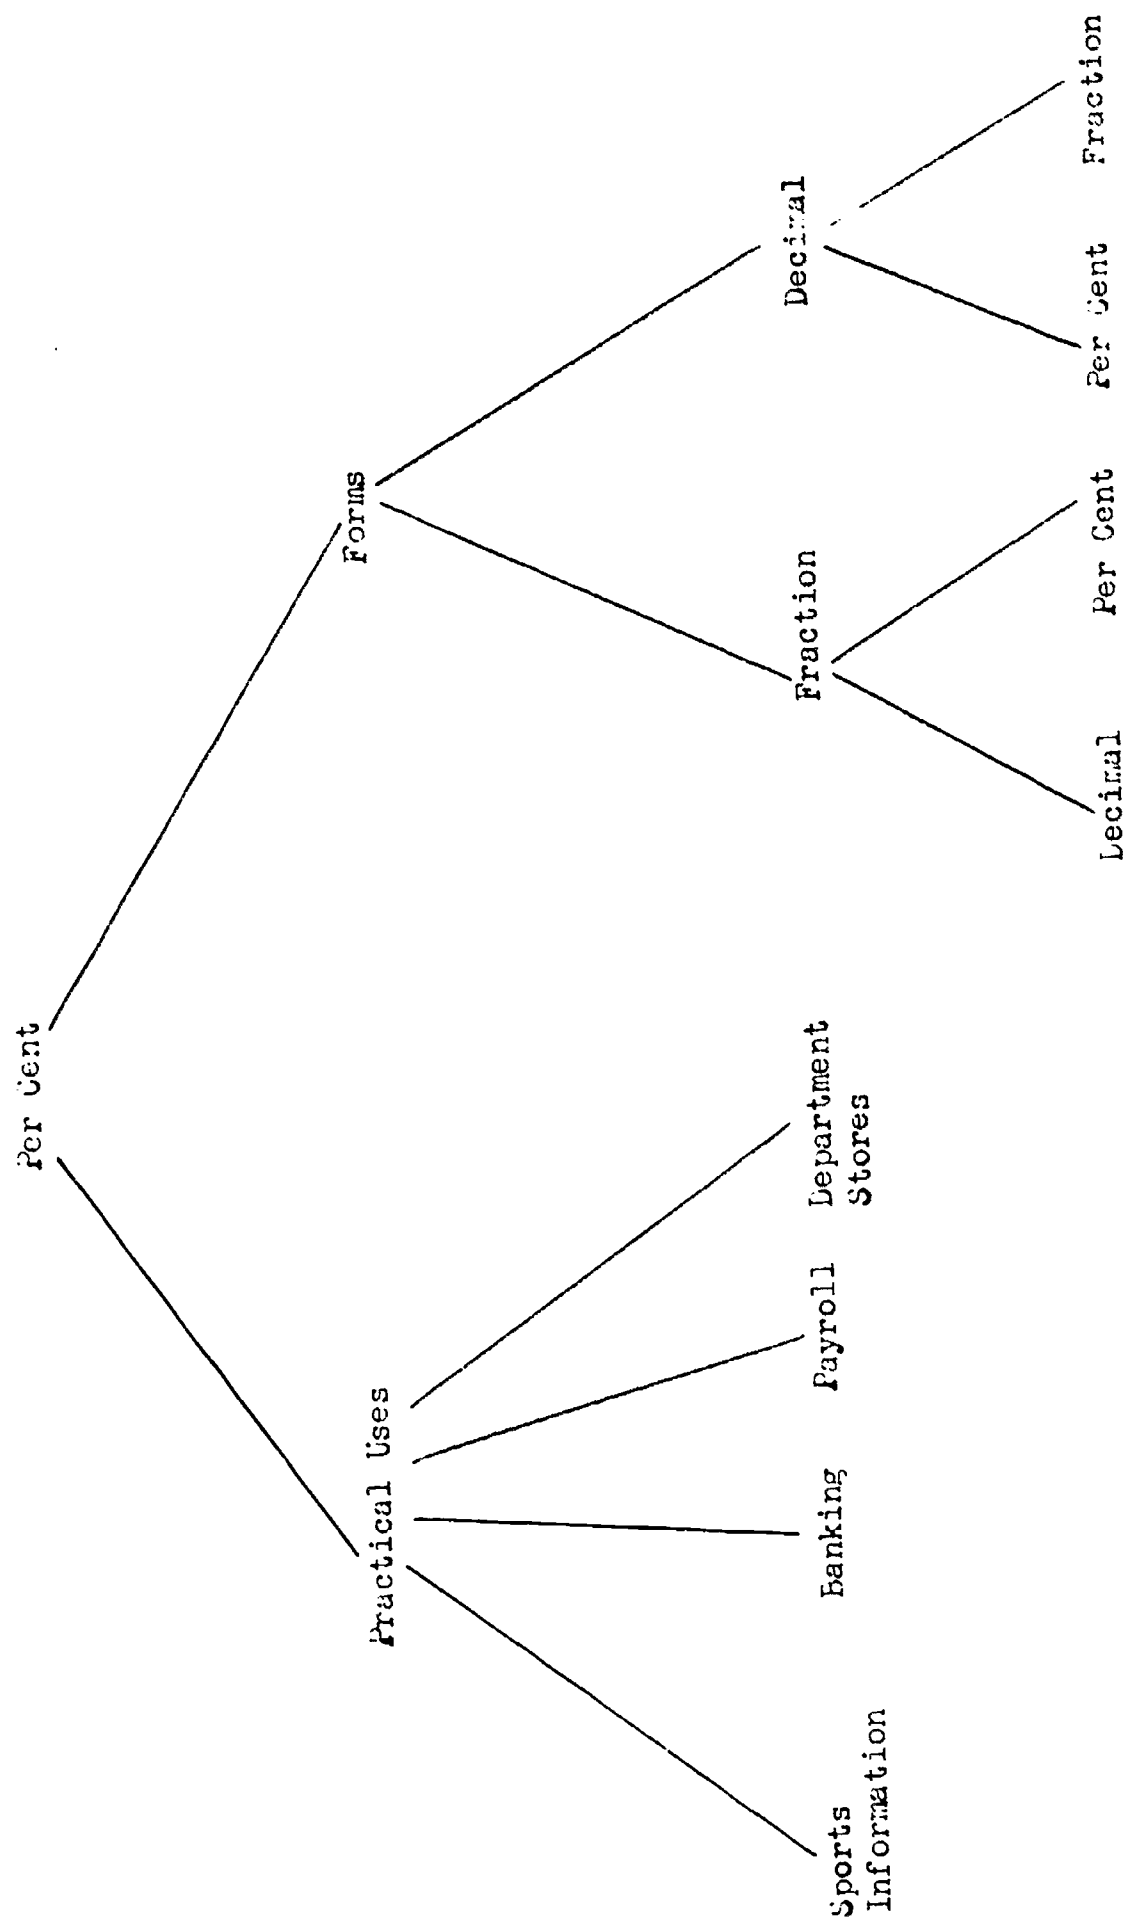 Per Cent
Practical Uses
Forms
Sports
Information
Banking
Payroll
Department
Stores
Fraction
Decimal
Decimal
Per Cent
Per Cent
Fraction